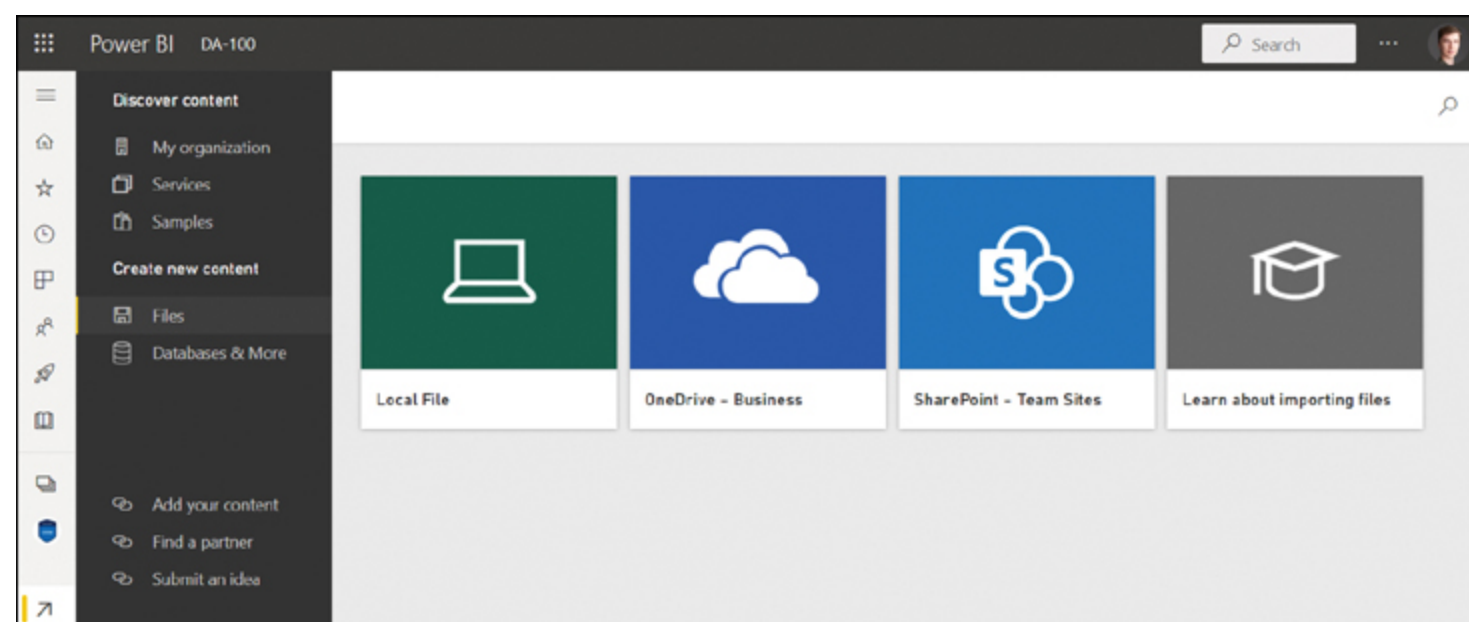 Power BI DA-100
Search
Discover content
My organization
Services
Samples
Create new content
Files
Databases & More
Add your content
Find a partner
Submit an idea
S
Local File
OneDrive - Business
SharePoint - Team Sites
Learn about importing files